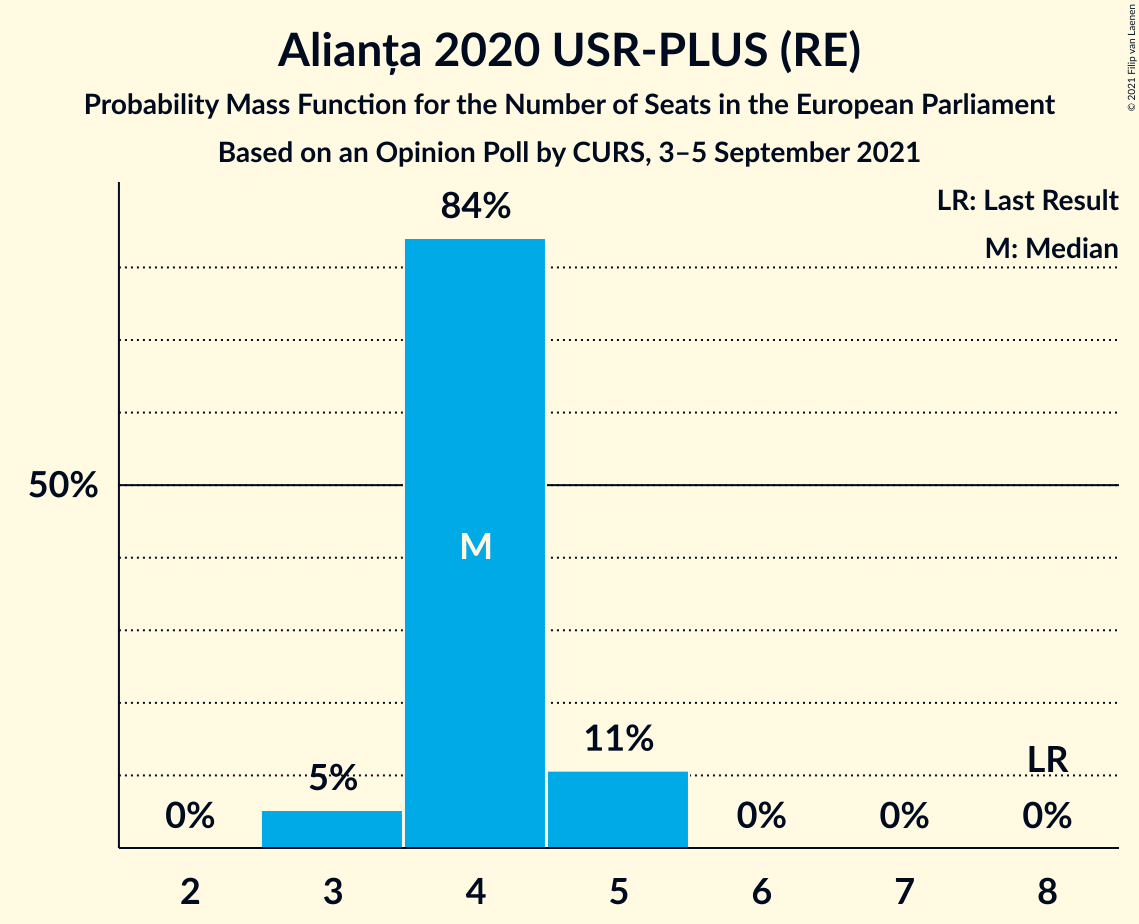 Alianța 2020 USR-PLUS (RE)
Probability Mass Function for the Number of Seats in the European Parliament
Based on an Opinion Poll by CURS, 3–5 September 2021
© 2021 Filip van Laenen
LR: Last Result
M: Median
84%
50%
M
11%
5%
LR
0%
0%
0%
0%
2
3
4
5
6
7
8